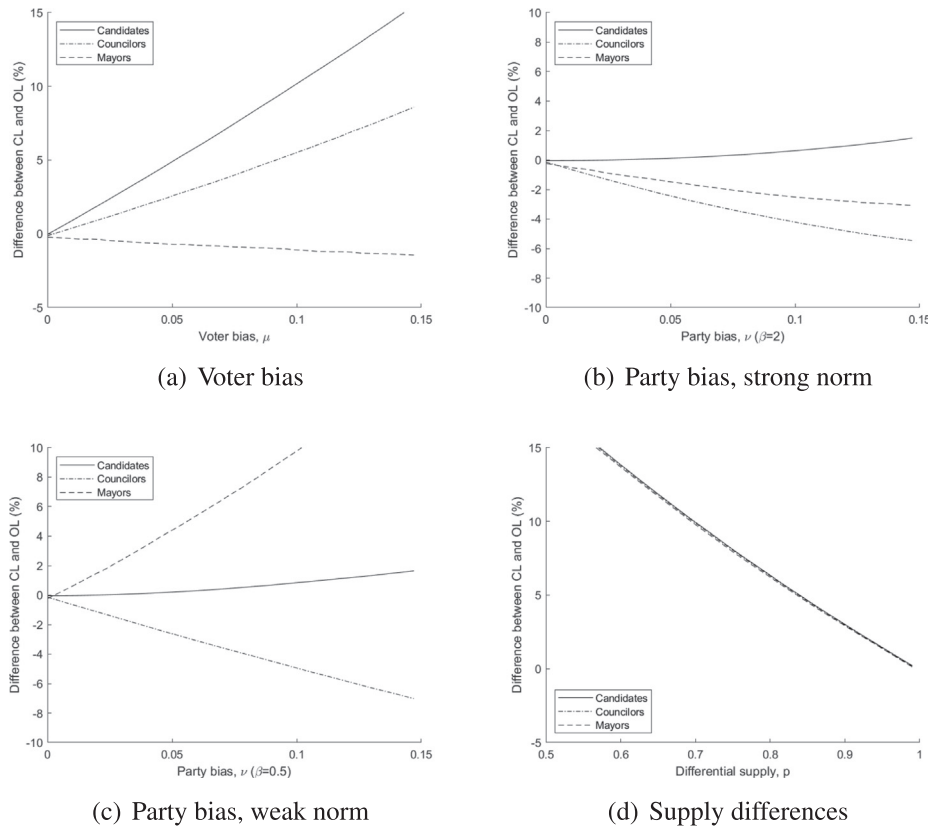 15
10
5
0
-5
Difference between CL and OL (%)
Candidates
Councilors
Mayors
0
0.05
0.1
0.15
Voter bias, μ
(a) Voter bias
10
8
6
4
2
0
-2
-4
-6
-8
-10
Difference between CL and OL (%)
Candidates
Councilors
Mayors
0
0.05
0.1
0.15
Party bias, ν (β=2)
(b) Party bias, strong norm
10
8
6
4
2
0
-2
-4
-6
-8
-10
Difference between CL and OL (%)
Candidates
Councilors
Mayors
0
0.05
0.1
0.15
Party bias, ν (β=0.5)
(c) Party bias, weak norm
15
10
5
0
-5
Difference between CL and OL (%)
Candidates
Councilors
Mayors
0.5
0.6
0.7
0.8
0.9
1
Differential supply, p
(d) Supply differences